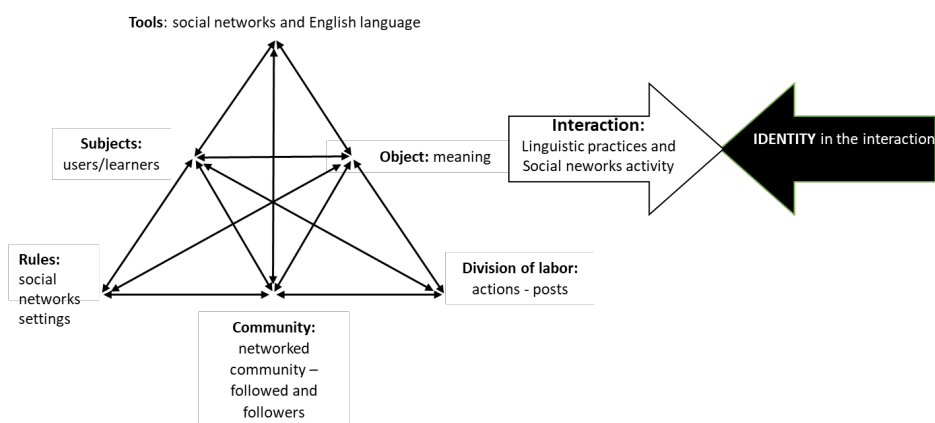 Tools: social networks and English language
Subjects:
users/learners
Object: meaning
Interaction:
Linguistic practices and
Social neworks activity
IDENTITY in the interaction
Rules:
social
networks
settings
Division of labor:
actions - posts
Community:
networked
community –
followed and
followers